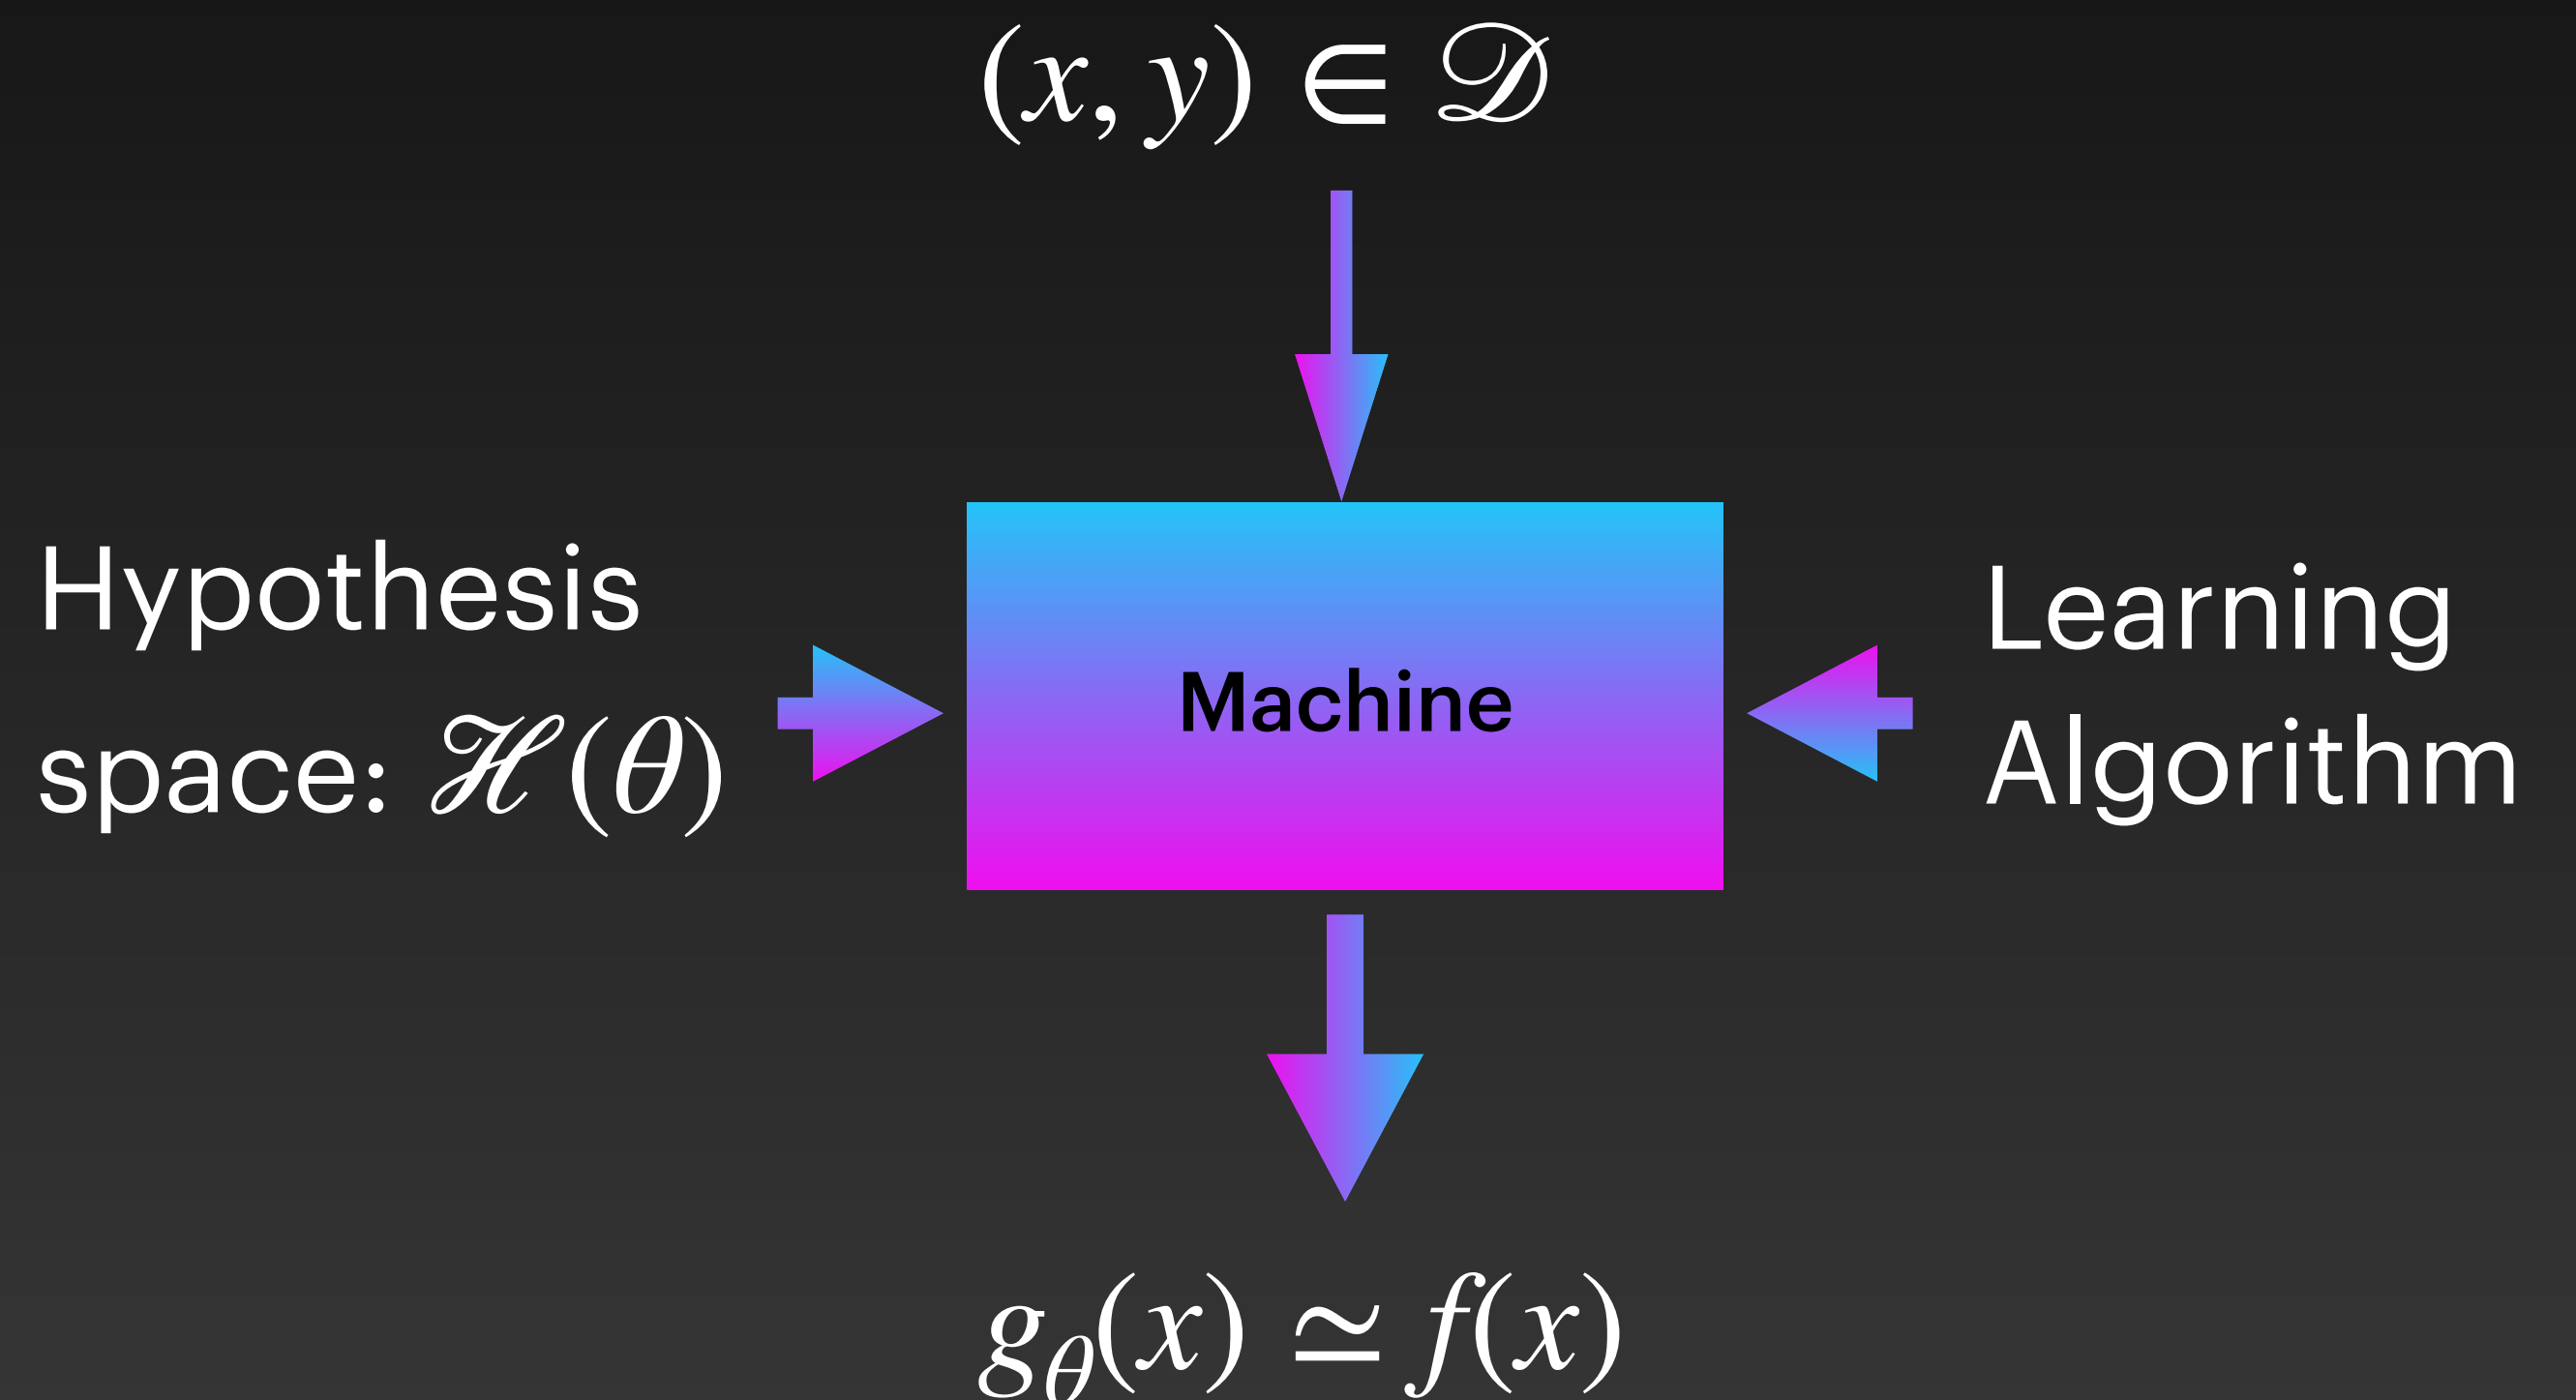 (x, y) ∈ 𝒟
Hypothesis
space: ℋ(θ)
Machine
Learning
Algorithm
g_θ(x) ≃ f(x)